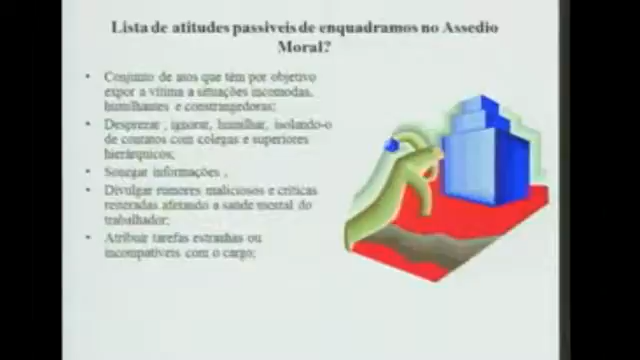 Lista de atitudes passiveis de enquadramos no Assedio
Moral?
• Conjunto de atos que têm por objetivo
expor a vítima a situações incomodas,
humilhantes e constrangedoras;
• Desprezar , ignorar, humilhar, isolando-o
de contatos com colegas e superiores
hierárquicos;
• Sonegar informações ,
• Divulgar rumores maliciosos e críticas
reiteradas afetando a saúde mental do
trabalhador;
• Atribuir tarefas estranhas ou
incompatíveis com o cargo;